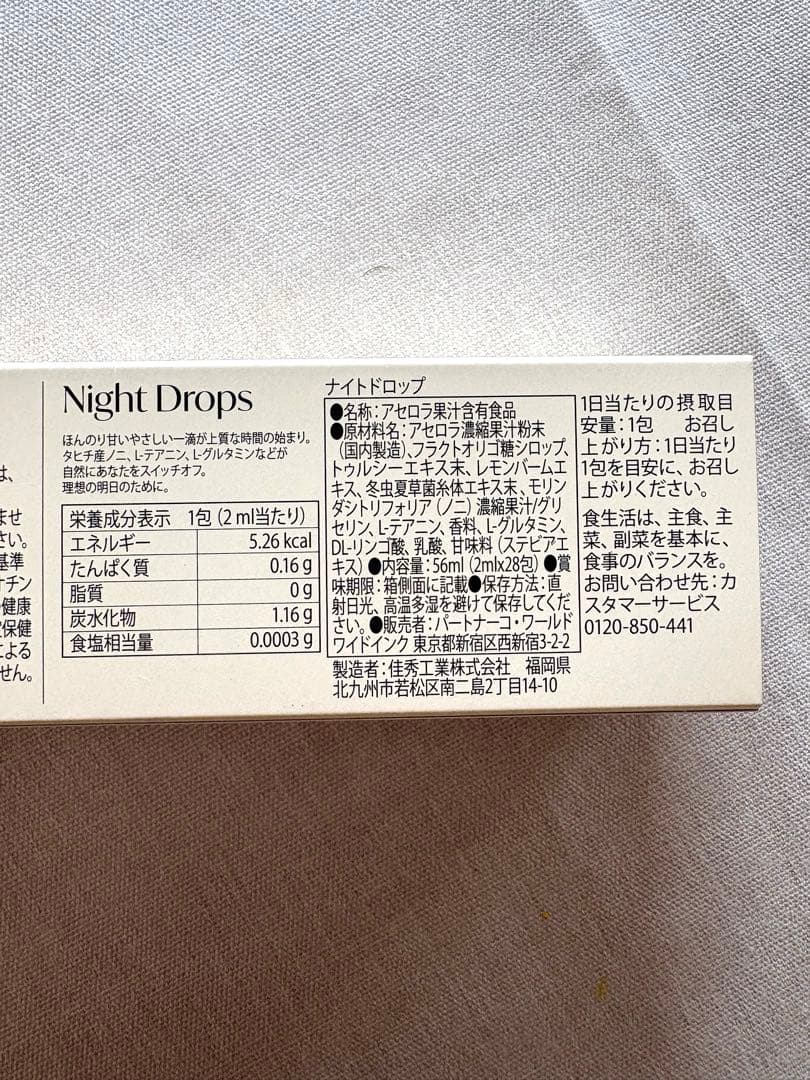 は、
ませ
さい。
基準
オチン
健康
定保健
による
せん。
Night Drops
ほんのり甘いやさしい一滴が上質な時間の始まり。
タヒチ産ノニ、L-テアニン、L-グルタミンなどが
自然にあなたをスイッチオフ。
理想の明日のために。
栄養成分表示 1包(2 ml当たり)
エネルギー 5.26 kcal
たんぱく質 0.16 g
脂質 0 g
炭水化物 1.16 g
食塩相当量 0.0003 g
ナイトドロップ
●名称:アセロラ果汁含有食品
●原材料名:アセロラ濃縮果汁粉末
(国内製造)、フラクトオリゴ糖シロップ、
トゥルシーエキス末、レモンバームエ
キス、冬虫夏草菌糸体エキス末、モリン
ダシトリフォリア(ノニ)濃縮果汁/グリ
セリン、L-テアニン、香料、L-グルタミン、
DL-リンゴ酸、乳酸、甘味料(ステビアエ
キス)●内容量:56ml(2mlx28包)●賞
味期限:箱側面に記載●保存方法:直
射日光、高温多湿を避けて保存してくだ
さい。●販売者:パートナーコ・ワールド
ワイドインク 東京都新宿区西新宿3-2-2
製造者:佳秀工業株式会社 福岡県
北九州市若松区南二島2丁目14-10
1日当たりの摂取目
安量:1包 お召し
上がり方:1日当たり
1包を目安に、お召し
上がりください。
食生活は、主食、主
菜、副菜を基本に、
食事のバランスを。
お問い合わせ先:カ
スタマーサービス
0120-850-441